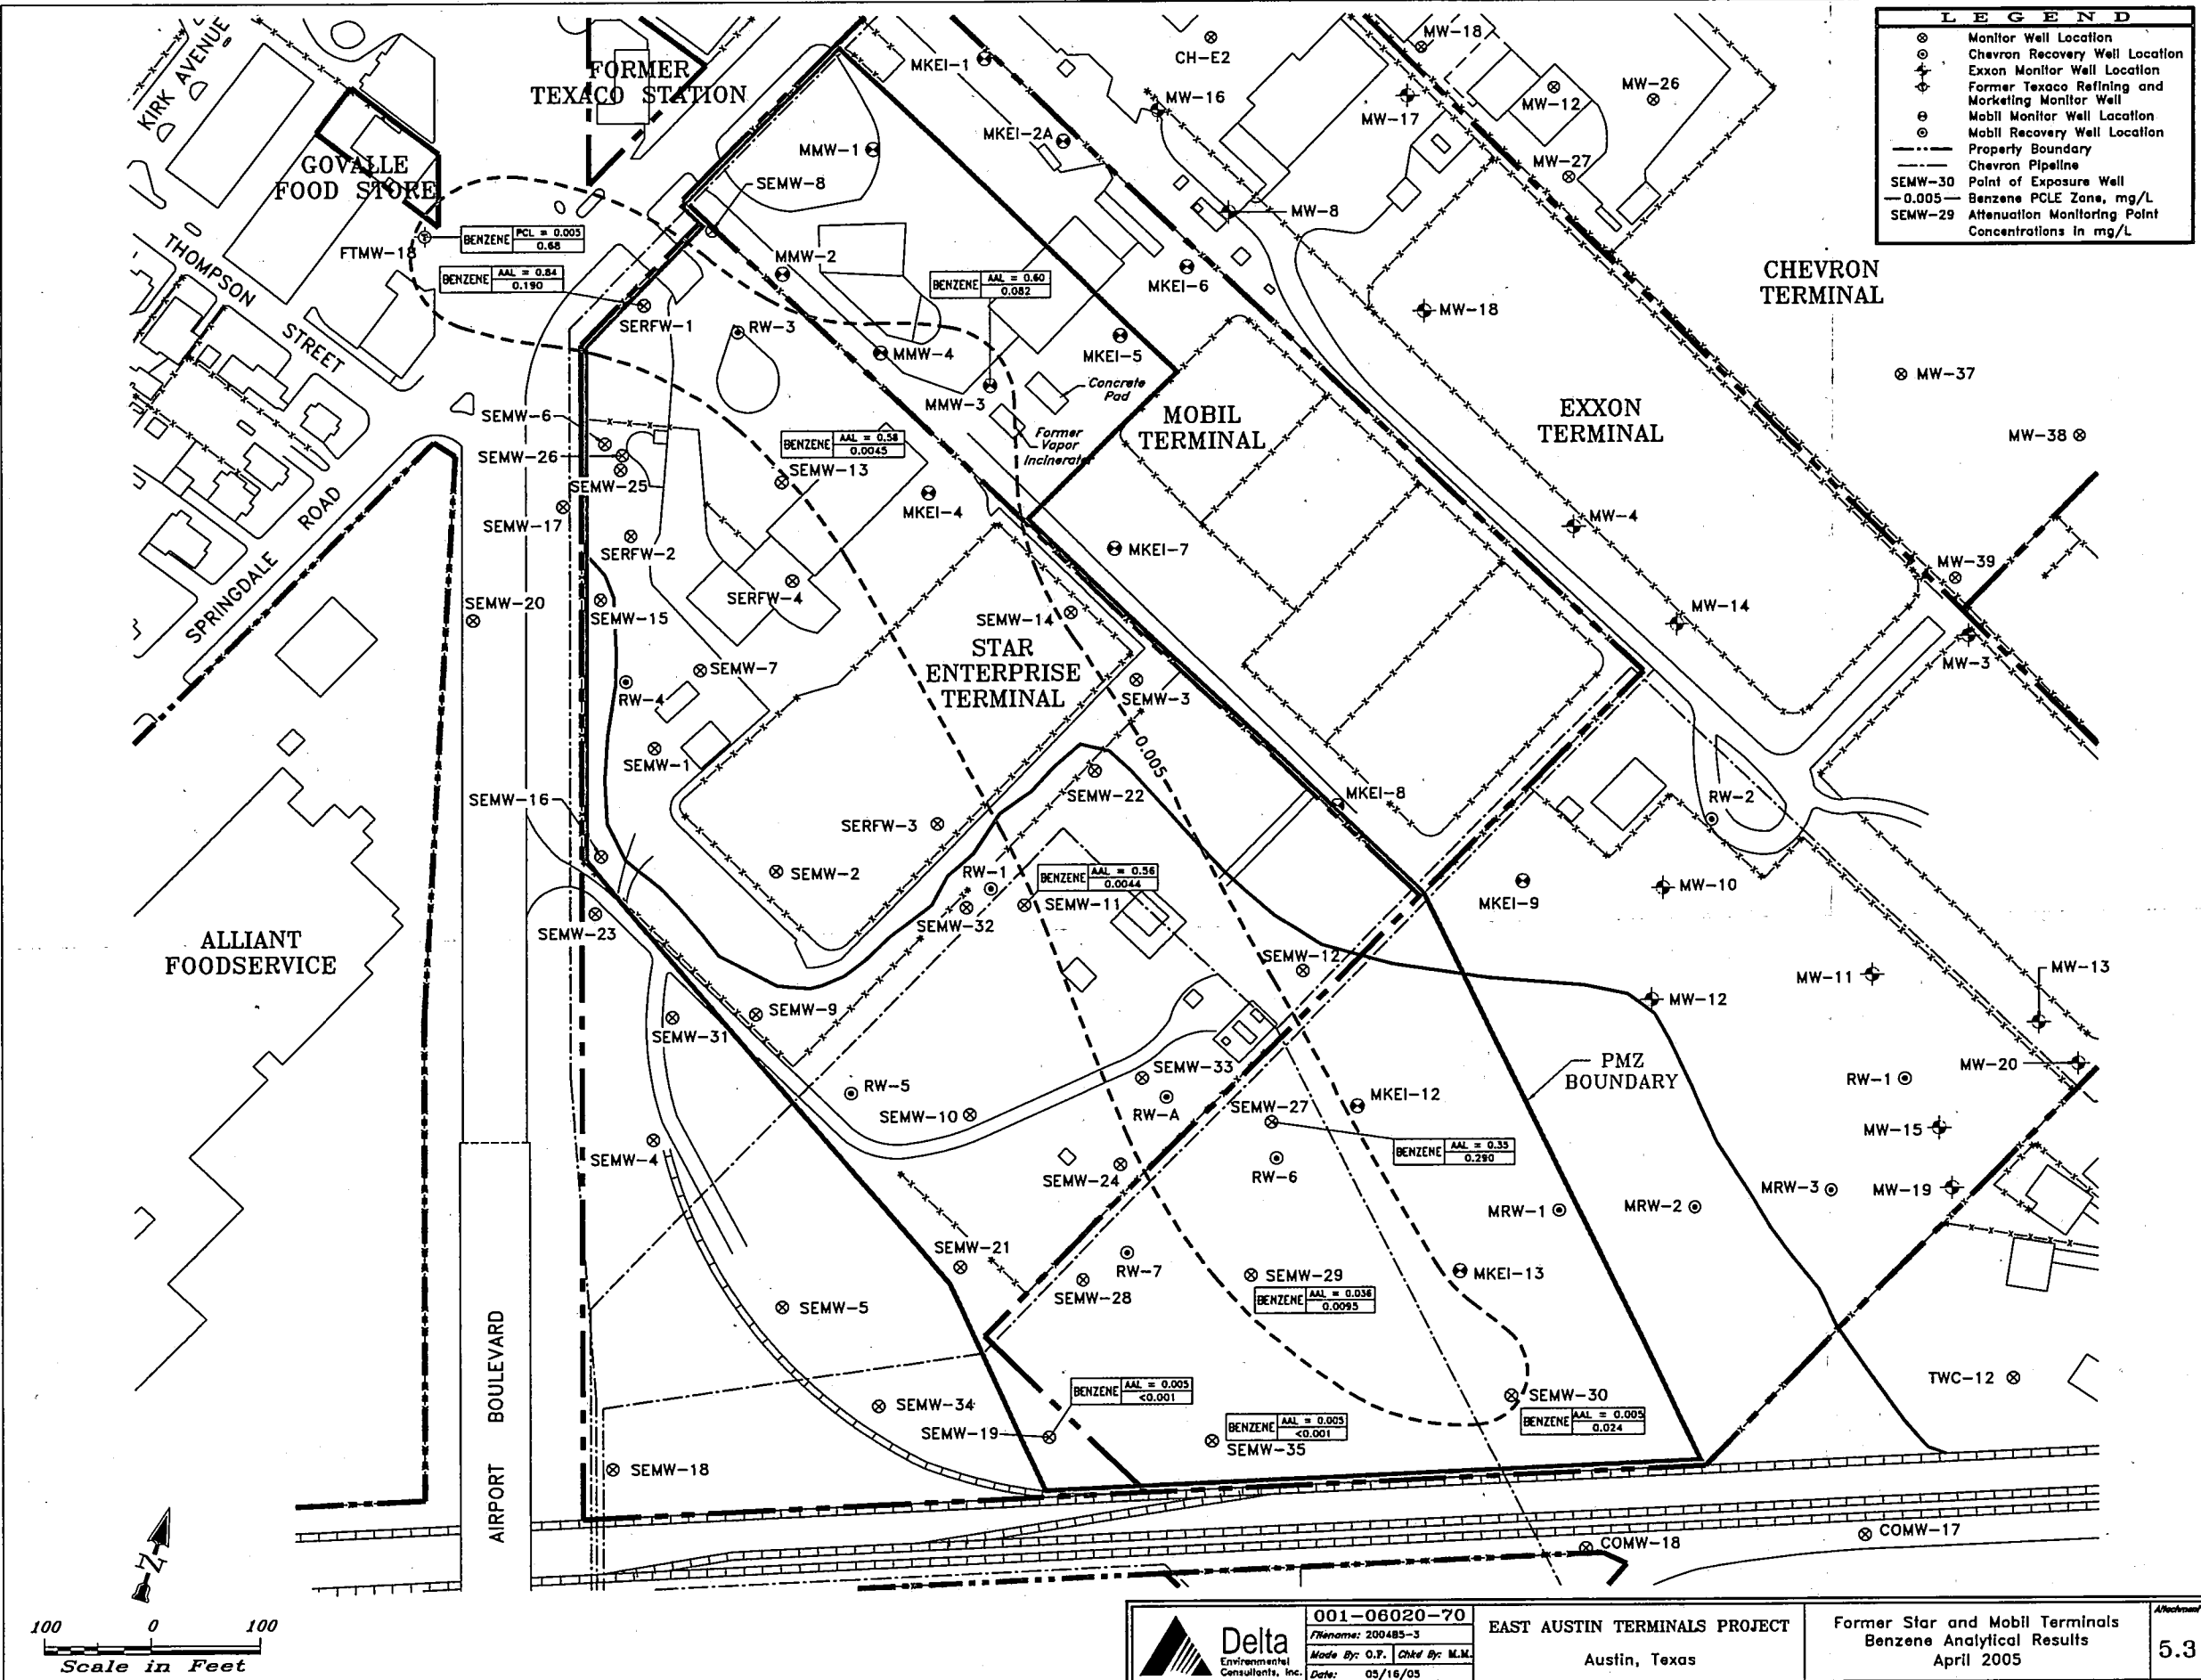 LEGEND
Monitor Well Location
Chevron Recovery Well Location
Exxon Monitor Well Location
Former Texaco Refining and
Marketing Monitor Well
Mobil Monitor Well Location
Mobil Recovery Well Location
Property Boundary
Chevron Pipeline
SEMW-30 Point of Exposure Well
0.005 Benzene PCLE Zone, mg/L
SEMW-29 Attenuation Monitoring Point
Concentrations in mg/L
KIRK AVENUE
FORMER
TEXACO STATION
GOVALLE
FOOD STORE
THOMPSON
STREET
SPRINGDALE
ROAD
MKEI-1
CH-E2
MW-18
MW-16
MW-17
MW-12
MW-26
MKEI-2A
MMW-1
MW-27
SEMW-8
MW-8
FTMW-18
BENZENE PCL = 0.005
0.68
BENZENE AAL = 0.84
0.190
MMW-2
BENZENE AAL = 0.60
0.082
MKEI-6
CHEVRON
TERMINAL
SERFW-1
RW-3
MW-18
MMW-4
MKEI-5
MW-37
Concrete
Pad
MMW-3
MOBIL
TERMINAL
EXXON
TERMINAL
SEMW-6
BENZENE AAL = 0.58
0.0045
Former
Vapor
Incinerator
MW-38
SEMW-26
SEMW-25
SEMW-13
SEMW-17
MKEI-4
MW-4
SERFW-2
MKEI-7
MW-39
SEMW-20
SEMW-15
SERFW-4
SEMW-14
MW-14
STAR
ENTERPRISE
TERMINAL
SEMW-7
MW-3
RW-4
SEMW-3
SEMW-1
0.005
SEMW-16
SEMW-22
MKEI-8
RW-2
SERFW-3
SEMW-2
RW-1
BENZENE AAL = 0.56
0.0044
SEMW-11
MKEI-9
MW-10
SEMW-32
SEMW-23
ALLIANT
FOODSERVICE
SEMW-12
MW-11
MW-13
MW-12
SEMW-9
SEMW-31
PMZ
BOUNDARY
SEMW-33
RW-1
MW-20
RW-5
SEMW-10
RW-A
SEMW-27
MKEI-12
MW-15
SEMW-4
BENZENE AAL = 0.35
0.290
SEMW-24
RW-6
MRW-1
MRW-2
MRW-3
MW-19
SEMW-21
RW-7
SEMW-28
SEMW-29
BENZENE AAL = 0.036
0.0095
MKEI-13
SEMW-5
AIRPORT BOULEVARD
BENZENE AAL = 0.005
<0.001
SEMW-34
SEMW-19
BENZENE AAL = 0.005
<0.001
SEMW-35
SEMW-30
BENZENE AAL = 0.005
0.024
TWC-12
SEMW-18
COMW-17
COMW-18
N
100 0 100
Scale in Feet
Delta
Environmental
Consultants, Inc.
001-06020-70
Filename: 200485-3
Made By: O.P. Chkd By: M.M.
Date: 05/16/05
EAST AUSTIN TERMINALS PROJECT
Austin, Texas
Former Star and Mobil Terminals
Benzene Analytical Results
April 2005
Attachment
5.3